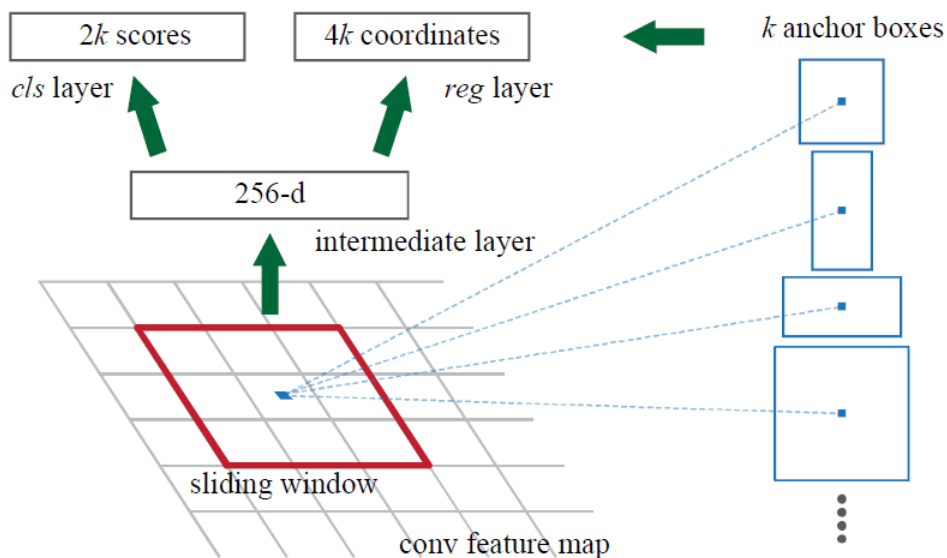 2k scores
4k coordinates
k anchor boxes
cls layer
reg layer
256-d
intermediate layer
sliding window
conv feature map